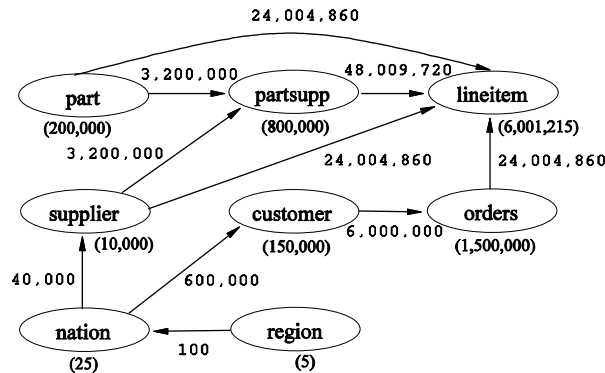 24,004,860
3,200,000
48,009,720
part
partsupp
lineitem
(200,000)
(800,000)
(6,001,215)
3,200,000
24,004,860
24,004,860
supplier
customer
orders
(10,000)
(150,000)
6,000,000
(1,500,000)
40,000
600,000
nation
region
(25)
100
(5)